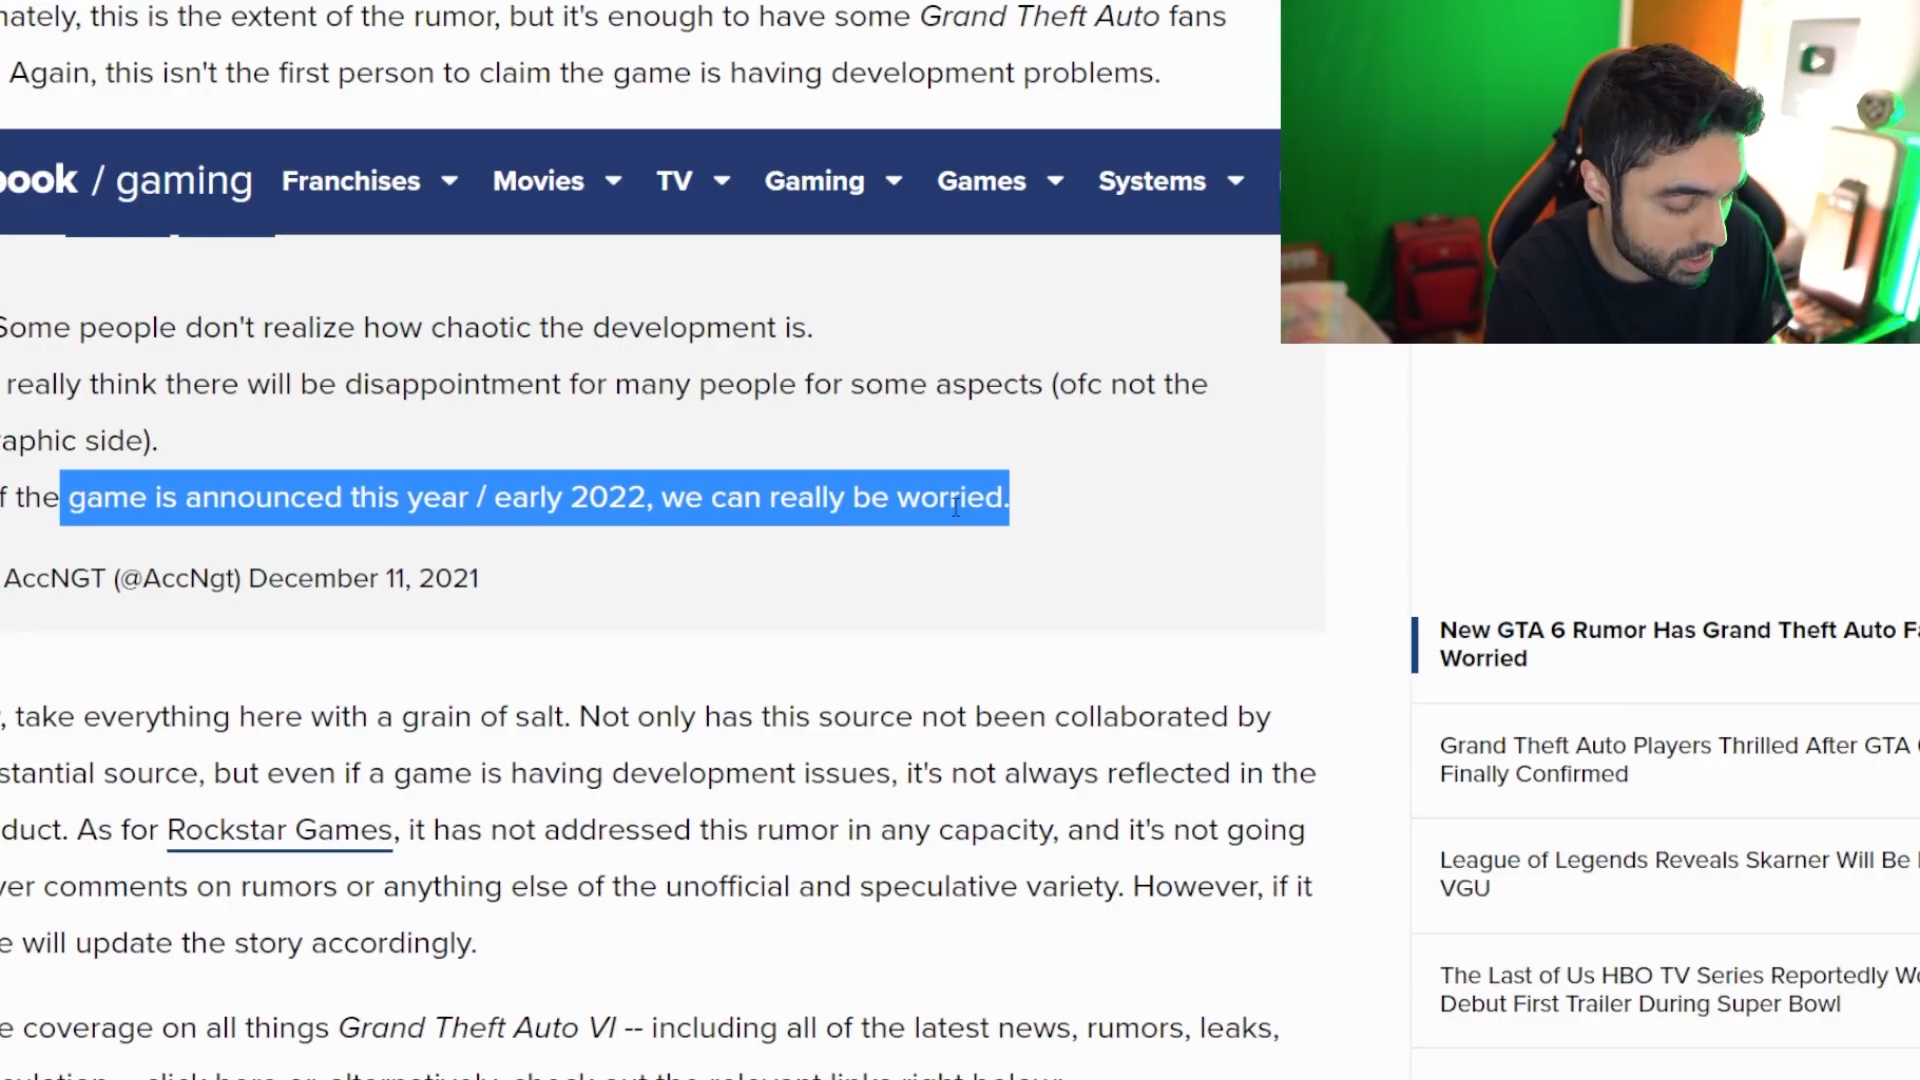 nately, this is the extent of the rumor, but it's enough to have some Grand Theft Auto fans
Again, this isn't the first person to claim the game is having development problems.
book / gaming Franchises Movies TV Gaming Games Systems
Some people don't realize how chaotic the development is.
really think there will be disappointment for many people for some aspects (ofc not the
raphic side).
f the game is announced this year / early 2022, we can really be worried.
AccNGT (@AccNgt) December 11, 2021
, take everything here with a grain of salt. Not only has this source not been collaborated by
stantial source, but even if a game is having development issues, it's not always reflected in the
duct. As for Rockstar Games, it has not addressed this rumor in any capacity, and it's not going
ver comments on rumors or anything else of the unofficial and speculative variety. However, if it
e will update the story accordingly.
e coverage on all things Grand Theft Auto VI -- including all of the latest news, rumors, leaks,
New GTA 6 Rumor Has Grand Theft Auto Fa
Worried
Grand Theft Auto Players Thrilled After GTA
Finally Confirmed
League of Legends Reveals Skarner Will Be
VGU
The Last of Us HBO TV Series Reportedly Wo
Debut First Trailer During Super Bowl